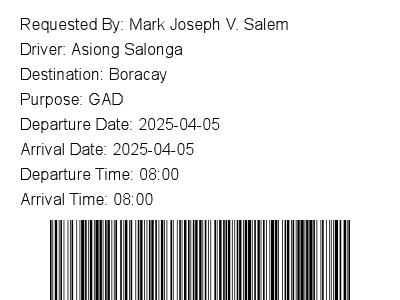 Requested By: Mark Joseph V. Salem
Driver: Asiong Salonga
Destination: Boracay
Purpose: GAD
Departure Date: 2025-04-05
Arrival Date: 2025-04-05
Departure Time: 08:00
Arrival Time: 08:00